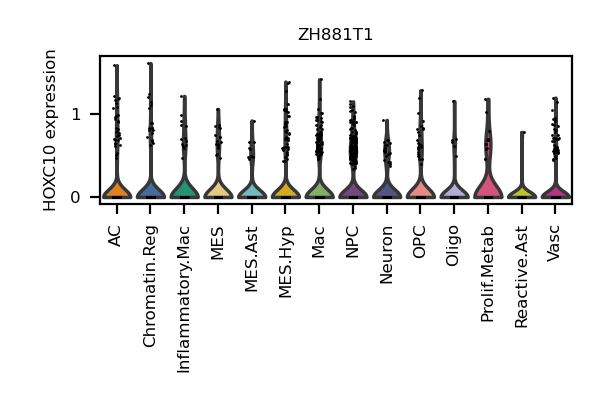 ZH881T1
HOXC10 expression
1
0
AC
Chromatin.Reg
Inflammatory.Mac
MES
MES.Ast
MES.Hyp
Mac
NPC
Neuron
OPC
Oligo
Prolif.Metab
Reactive.Ast
Vasc